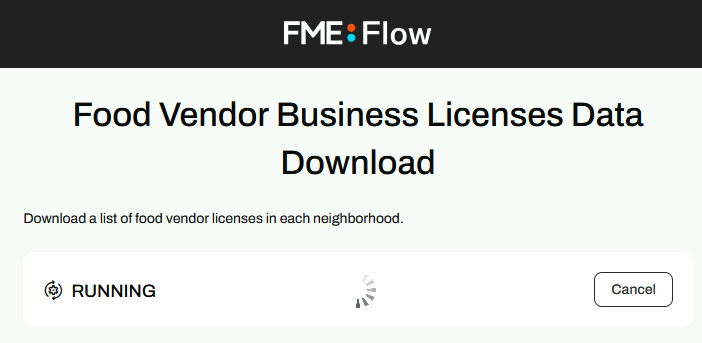 FME:Flow
Food Vendor Business Licenses Data
Download
Download a list of food vendor licenses in each neighborhood.
RUNNING
Cancel